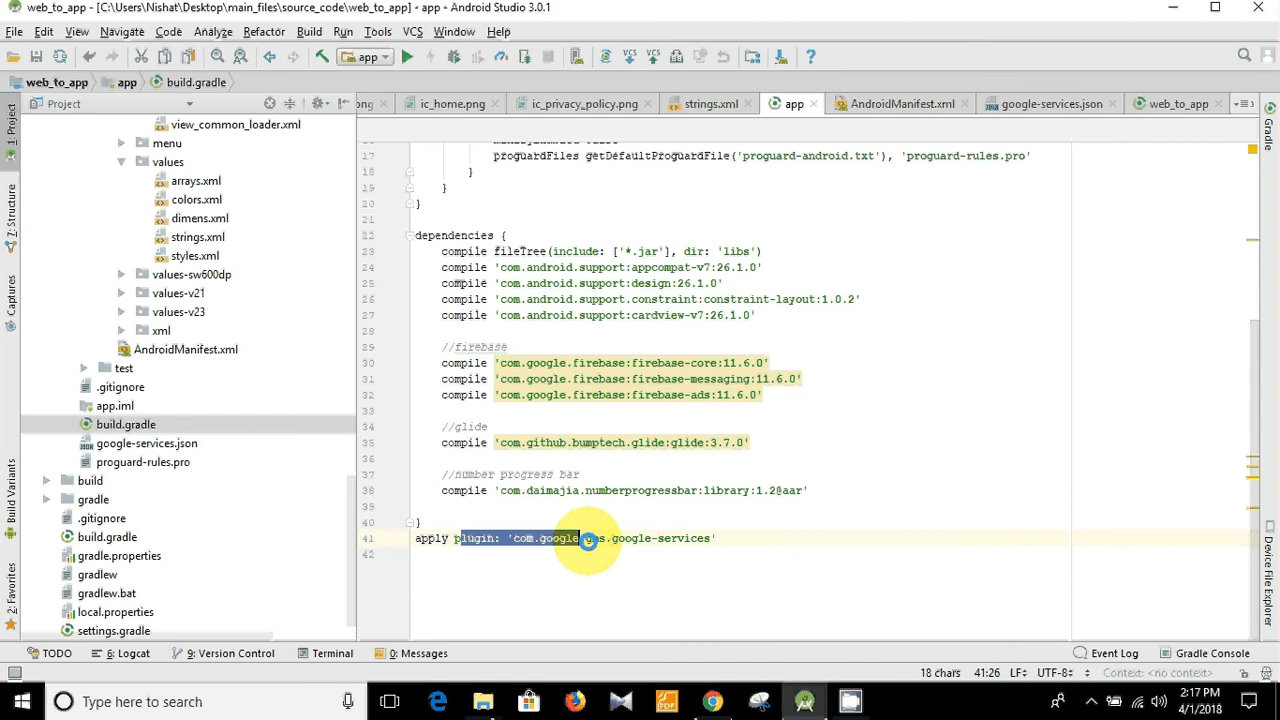 web_to_app - [C:\Users\Nishat\Desktop\main_files\source_code\web_to_app] - app - Android Studio 3.0.1
File Edit View Navigate Code Analyze Refactor Build Run Tools VCS Window Help
app
web_to_app app build.gradle
Project
ic_home.png ic_privacy_policy.png strings.xml app AndroidManifest.xml google-services.json web_to_app
1: Project
Z: Structure
Captures
Build Variants
2: Favorites
view_common_loader.xml
menu
values
arrays.xml
colors.xml
dimens.xml
strings.xml
styles.xml
values-sw600dp
values-v21
values-v23
xml
AndroidManifest.xml
test
.gitignore
app.iml
build.gradle
google-services.json
proguard-rules.pro
build
gradle
.gitignore
build.gradle
gradle.properties
gradlew
gradlew.bat
local.properties
settings.gradle
17 proguardFiles getDefaultProguardFile('proguard-android.txt'), 'proguard-rules.pro'
18 }
19 }
20 }
21
dependencies {
23 compile fileTree(include: ['*.jar'], dir: 'libs')
24 compile 'com.android.support:appcompat-v7:26.1.0'
25 compile 'com.android.support:design:26.1.0'
26 compile 'com.android.support.constraint:constraint-layout:1.0.2'
27 compile 'com.android.support:cardview-v7:26.1.0'
28
29 //firebase
30 compile 'com.google.firebase:firebase-core:11.6.0'
31 compile 'com.google.firebase:firebase-messaging:11.6.0'
32 compile 'com.google.firebase:firebase-ads:11.6.0'
33
34 //glide
35 compile 'com.github.bumptech.glide:glide:3.7.0'
36
37 //number progress bar
38 compile 'com.daimajia.numberprogressbar:library:1.2@aar'
39
40 }
41 apply plugin: 'com.google.gms.google-services'
42
Gradle
Device File Explorer
TODO 6: Logcat 9: Version Control Terminal 0: Messages Event Log Gradle Console
18 chars 41:26 LF÷ UTF-8÷ Context: <no context>
Type here to search
2:17 PM
4/1/2018